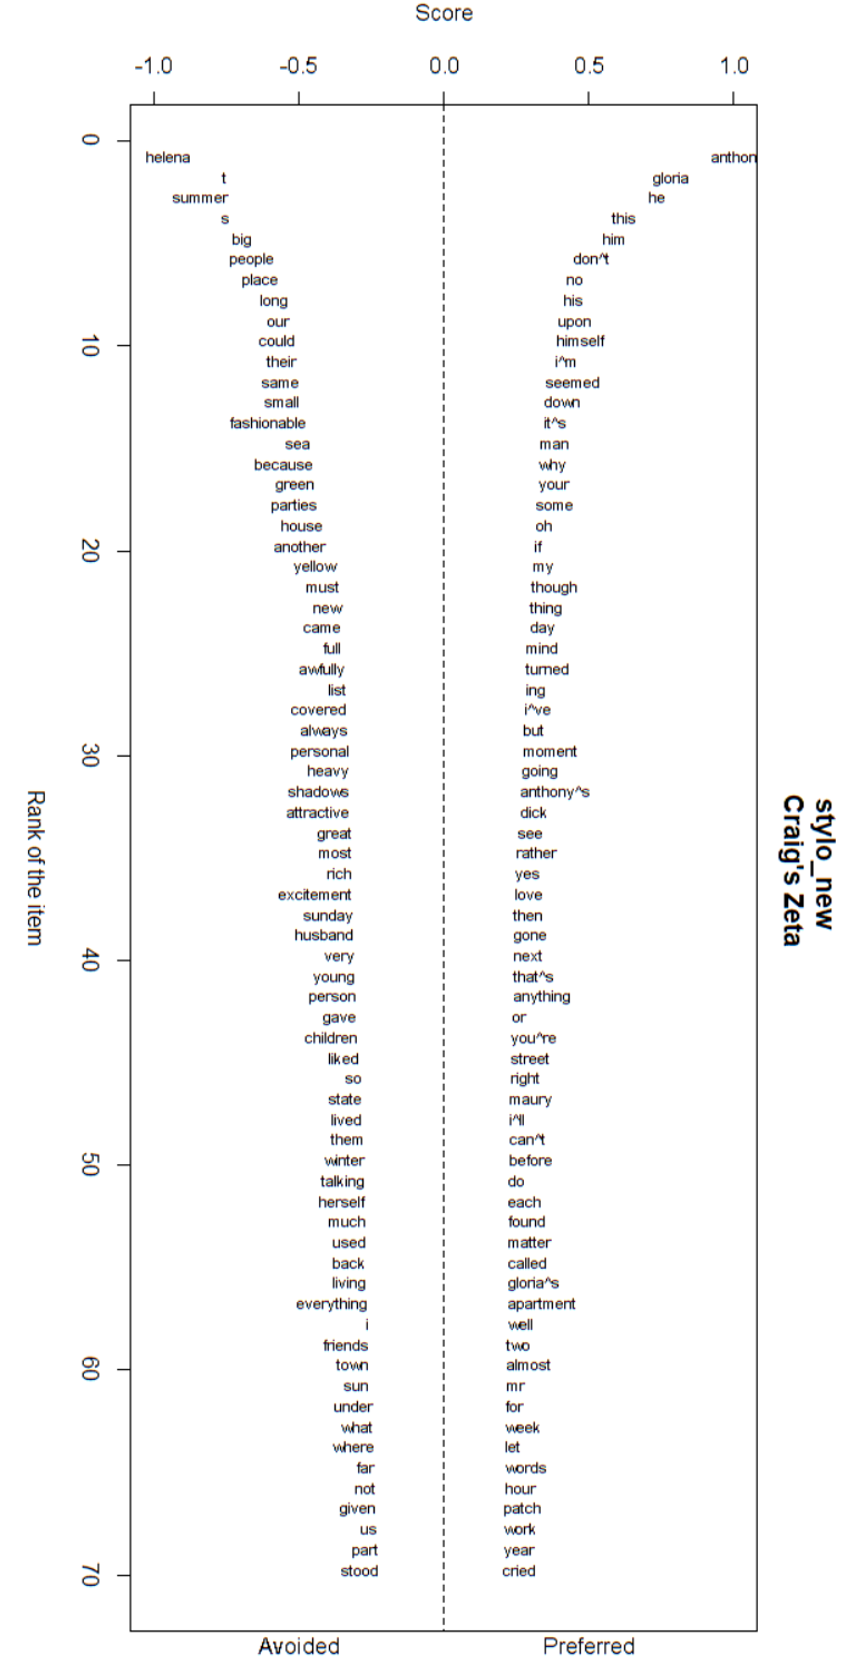 Score
-1.0 -0.5 0.0 0.5 1.0
0
helena anthon
t gloria
summer he
s this
big him
people don^t
place no
long his
our upon
10 could himself
their i^m
same seemed
small down
fashionable it^s
sea man
because why
green your
parties some
house oh
20 another if
yellow my
must though
new thing
came day
full mind
awfully turned
list ing
covered i^ve
always but
30 personal moment
heavy going
shadows anthony^s
attractive dick
great see
most rather
rich yes
excitement love
sunday then
husband gone
40 very next
young that^s
person anything
gave or
children you^re
liked street
so right
state maury
lived i^ll
them can^t
50 winter before
talking do
herself each
much found
used matter
back called
living gloria^s
everything apartment
i well
friends two
60 town almost
sun mr
under for
what week
where let
far words
not hour
given patch
us work
part year
70 stood cried
Avoided Preferred
Rank of the item
stylo_new
Craig's Zeta